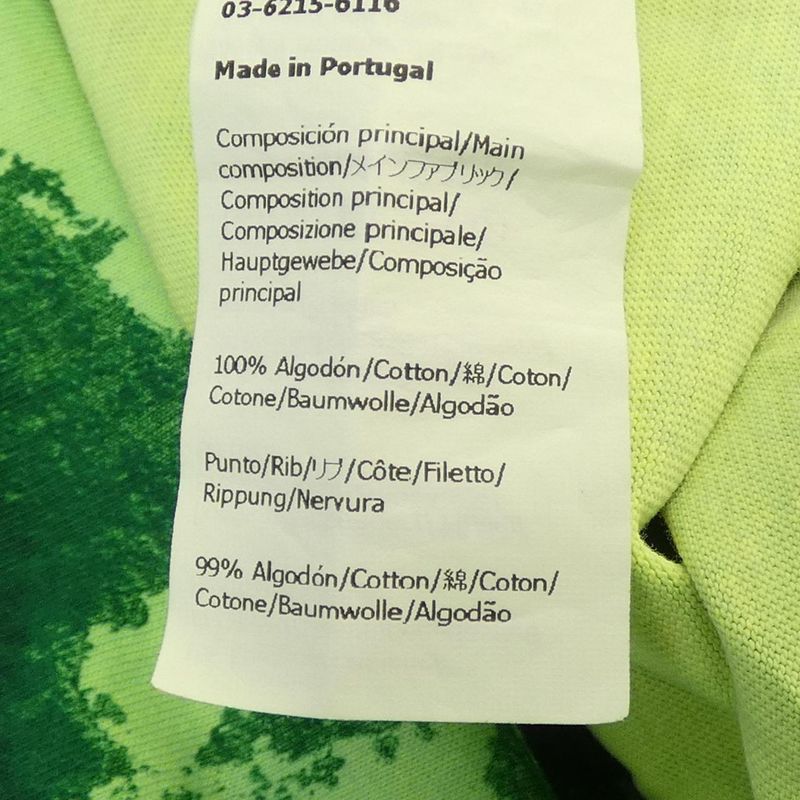 03-6215-6116
Made in Portugal
Composición principal/Main
composition/メインファブリック/
Composition principal/
Composizione principale/
Hauptgewebe/Composição
principal
100% Algodón/Cotton/綿/Coton/
Cotone/Baumwolle/Algodão
Punto/Rib/リブ/Côte/Filetto/
Rippung/Nervura
99% Algodón/Cotton/綿/Coton/
Cotone/Baumwolle/Algodão